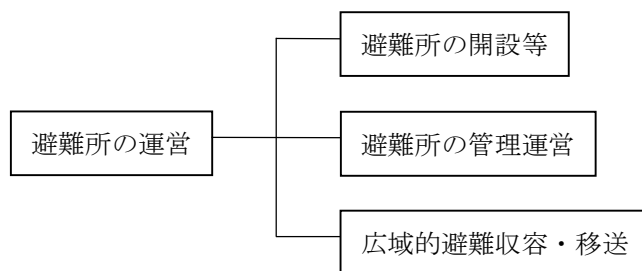 避難所の運営
避難所の開設等
避難所の管理運営
広域的避難収容・移送